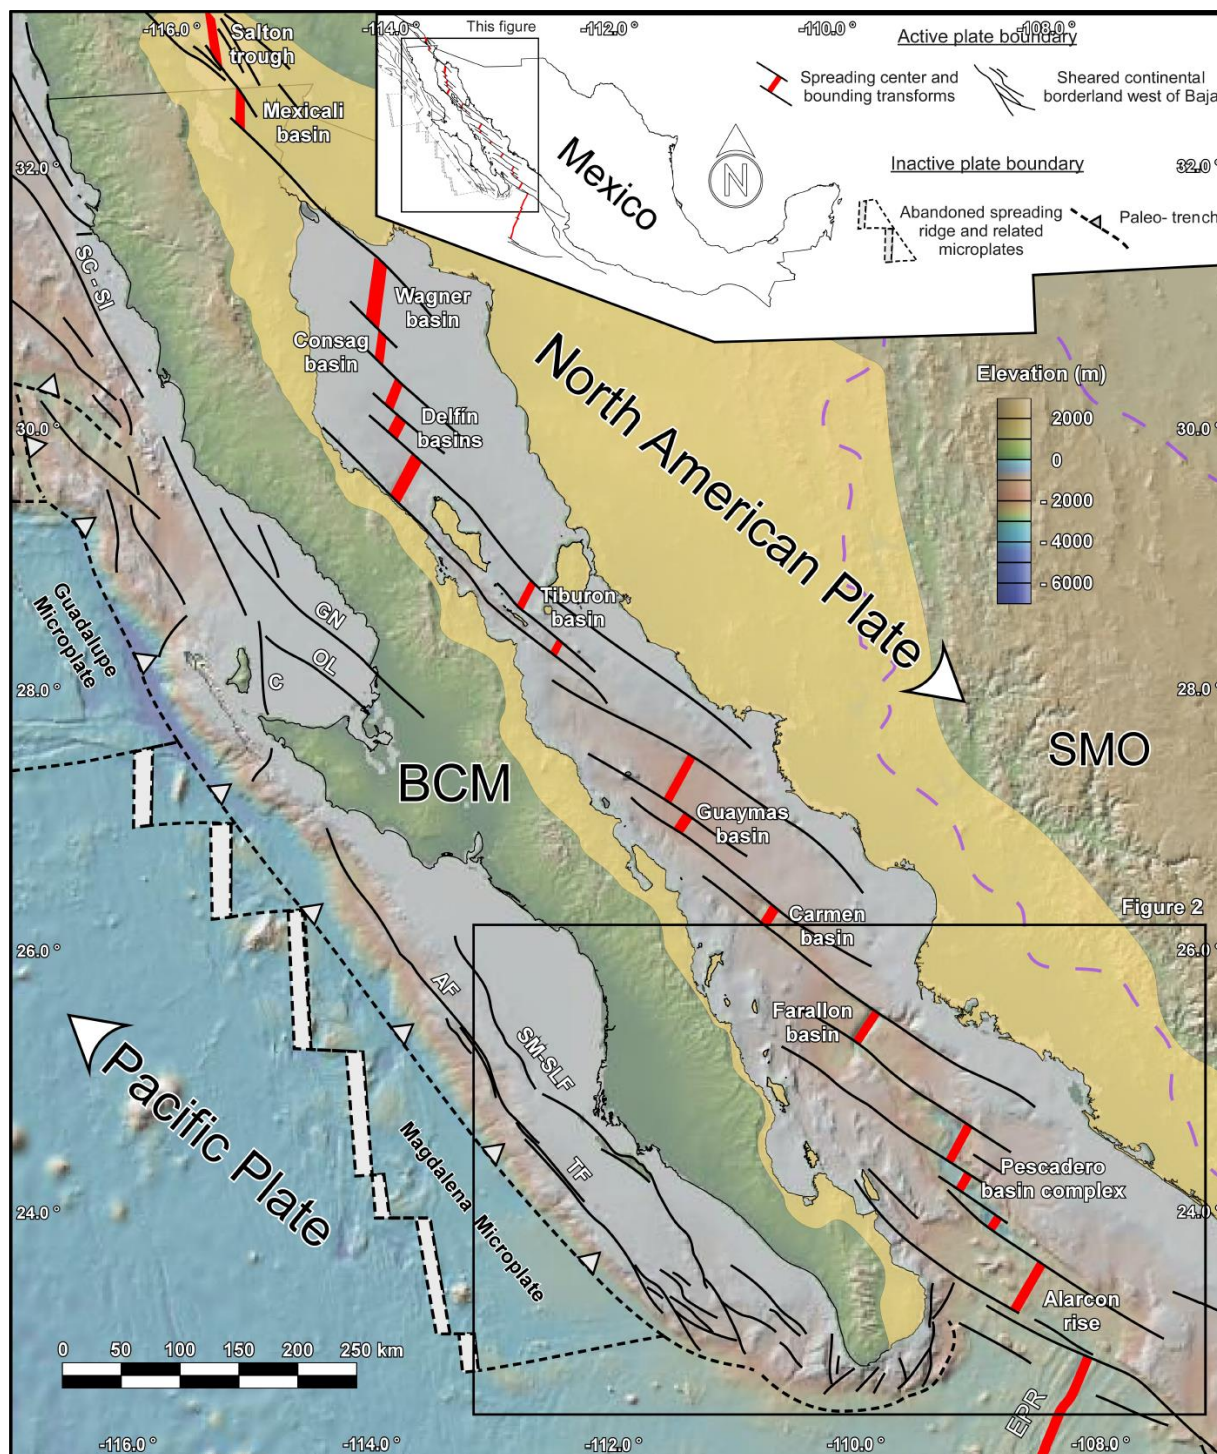 -116.0 °
-114.0 °
-112.0 °
-110.0 °
-108.0 °
This figure
Active plate boundary
Spreading center and
bounding transforms
Sheared continental
borderland west of Baja
Inactive plate boundary
Abandoned spreading
ridge and related
microplates
Paleo- trench
Mexico
N
Salton
trough
Mexicali
basin
32.0 °
32.0 °
SC - SI
Wagner
basin
Consag
basin
Delfín
basins
North American Plate
Elevation (m)
2000
0
- 2000
- 4000
- 6000
30.0 °
30.0 °
Guadalupe
Microplate
GN
OL
C
Tiburon
basin
28.0 °
28.0 °
BCM
SMO
Guaymas
basin
Carmen
basin
Figure 2
26.0 °
26.0 °
AF
SM-SLF
Farallon
basin
Pacific Plate
Magdalena Microplate
TF
Pescadero
basin complex
24.0 °
24.0 °
Alarcon
rise
EPR
0 50 100 150 200 250 km
-116.0 °
-114.0 °
-112.0 °
-110.0 °
-108.0 °